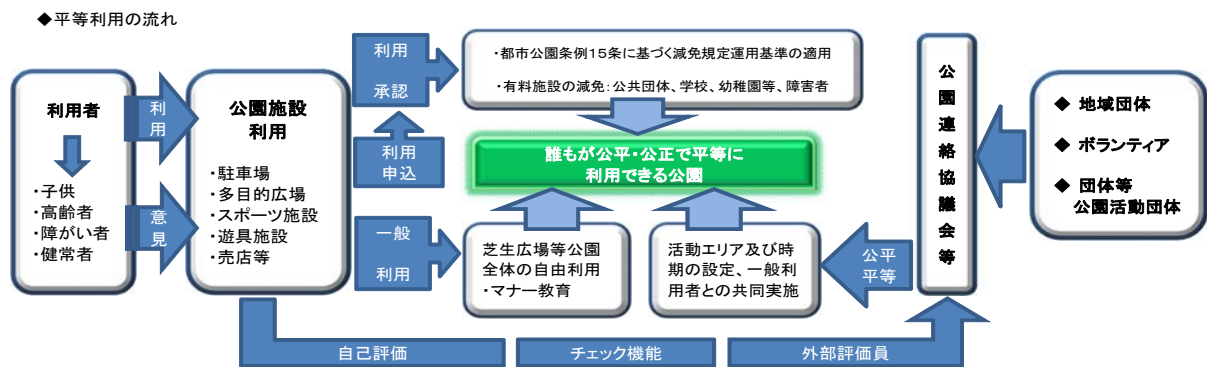 ◆平等利用の流れ
利用者
・子供
・高齢者
・障がい者
・健常者
利用
意見
公園施設
利用
・駐車場
・多目的広場
・スポーツ施設
・遊具施設
・売店等
利用
承認
利用
申込
一般
利用
・都市公園条例15条に基づく減免規定運用基準の適用
・有料施設の減免：公共団体、学校、幼稚園等、障害者
誰もが公平・公正で平等に
利用できる公園
芝生広場等公園
全体の自由利用
・マナー教育
活動エリア及び時
期の設定、一般利
用者との共同実施
公平
平等
公園連絡協議会等
◆ 地域団体
◆ ボランティア
◆ 団体等
公園活動団体
自己評価
チェック機能
外部評価員